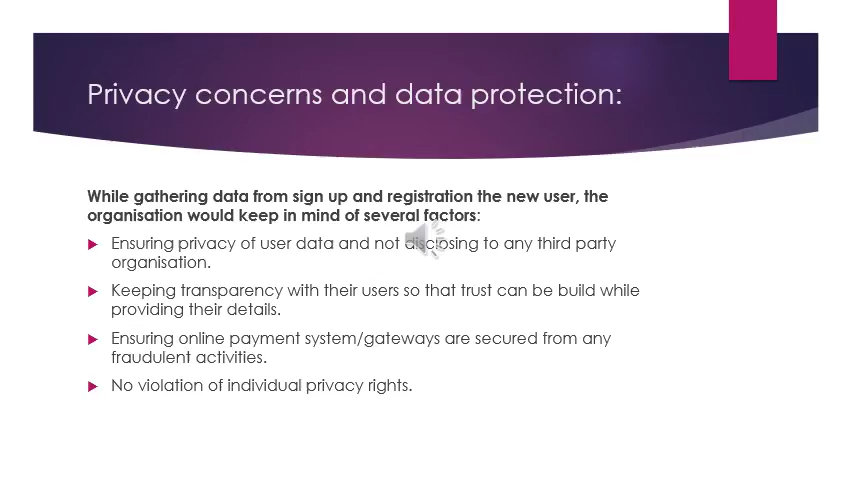 Privacy concerns and data protection:
While gathering data from sign up and registration the new user, the
organisation would keep in mind of several factors:
Ensuring privacy of user data and not disclosing to any third party
organisation.
Keeping transparency with their users so that trust can be build while
providing their details.
Ensuring online payment system/gateways are secured from any
fraudulent activities.
No violation of individual privacy rights.